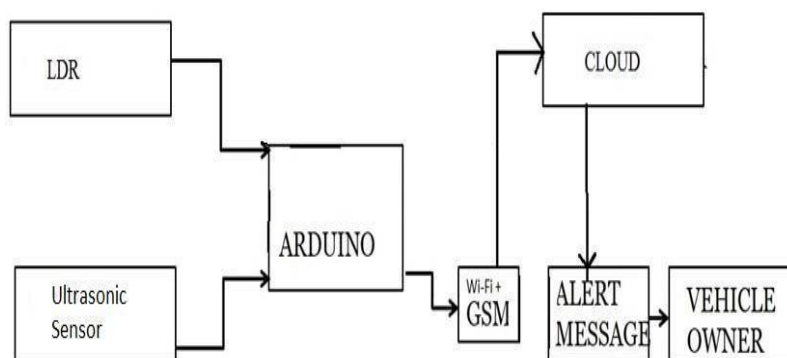 LDR
CLOUD
ARDUINO
Ultrasonic
Sensor
Wi-Fi +
GSM
ALERT
MESSAGE
VEHICLE
OWNER